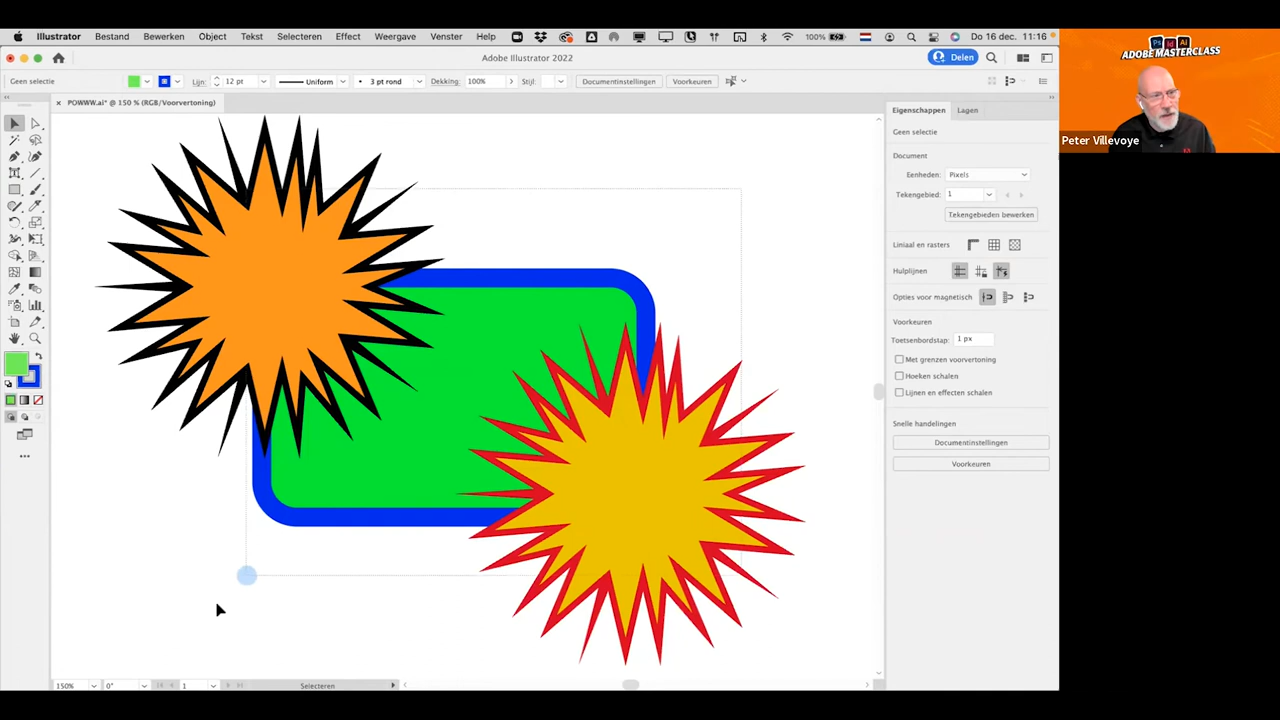 Illustrator Bestand Bewerken Object Tekst Selecteren Effect Weergave Venster Help 100% Do 16 dec. 11:16
Adobe Illustrator 2022
Delen
Geen selectie Lijn: 12 pt Uniform 3 pt rond Dekking: 100% Stijl: Documentinstellingen Voorkeuren
POWWW.ai* @ 150 % (RGB/Voorvertoning)
Eigenschappen Lagen
Geen selectie
Document
Eenheden: Pixels
Tekengebied: 1
Tekengebieden bewerken
Liniaal en rasters
Hulplijnen
Opties voor magnetisch
Voorkeuren
Toetsenbordstap: 1 px
Met grenzen voorvertoning
Hoeken schalen
Lijnen en effecten schalen
Snelle handelingen
Documentinstellingen
Voorkeuren
150% 0° 1 Selecteren
Ps Id Ai
ADOBE MASTERCLASS
Peter Villevoye